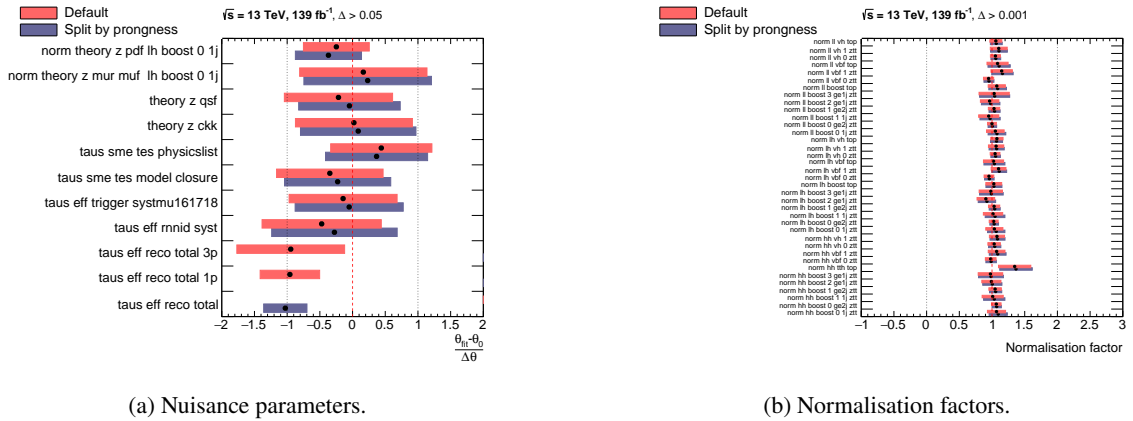 Default
Split by prongness
√s = 13 TeV, 139 fb⁻¹, Δ > 0.05
norm theory z pdf lh boost 0 1j
norm theory z mur muf lh boost 0 1j
theory z qsf
theory z ckk
taus sme tes physicslist
taus sme tes model closure
taus eff trigger systmu161718
taus eff rnnid syst
taus eff reco total 3p
taus eff reco total 1p
taus eff reco total
−2 −1.5 −1 −0.5 0 0.5 1 1.5 2
θfit-θ0
Δθ
(a) Nuisance parameters.
Default
Split by prongness
√s = 13 TeV, 139 fb⁻¹, Δ > 0.001
norm ll vh top
norm ll vh 1 ztt
norm ll vh 0 ztt
norm ll vbf top
norm ll vbf 1 ztt
norm ll vbf 0 ztt
norm ll boost top
norm ll boost 3 ge1j ztt
norm ll boost 2 ge1j ztt
norm ll boost 1 ge2j ztt
norm ll boost 1 1j ztt
norm ll boost 0 ge2j ztt
norm ll boost 0 1j ztt
norm lh vh top
norm lh vh 1 ztt
norm lh vh 0 ztt
norm lh vbf top
norm lh vbf 1 ztt
norm lh vbf 0 ztt
norm lh boost top
norm lh boost 3 ge1j ztt
norm lh boost 2 ge1j ztt
norm lh boost 1 ge2j ztt
norm lh boost 1 1j ztt
norm lh boost 0 ge2j ztt
norm lh boost 0 1j ztt
norm hh vh 1 ztt
norm hh vh 0 ztt
norm hh vbf 1 ztt
norm hh vbf 0 ztt
norm hh tth top
norm hh boost 3 ge1j ztt
norm hh boost 2 ge1j ztt
norm hh boost 1 ge2j ztt
norm hh boost 1 1j ztt
norm hh boost 0 ge2j ztt
norm hh boost 0 1j ztt
−1 −0.5 0 0.5 1 1.5 2 2.5 3
Normalisation factor
(b) Normalisation factors.